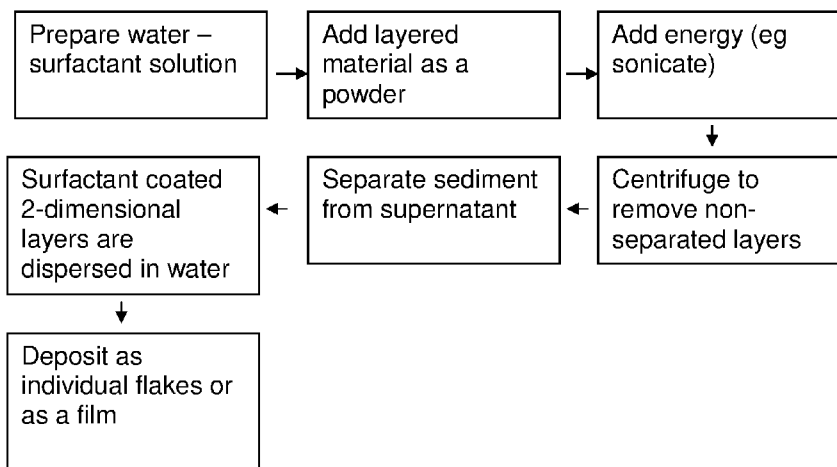 Prepare water –
surfactant solution
Add layered
material as a
powder
Add energy (eg
sonicate)
Centrifuge to
remove non-
separated layers
Separate sediment
from supernatant
Surfactant coated
2-dimensional
layers are
dispersed in water
Deposit as
individual flakes or
as a film